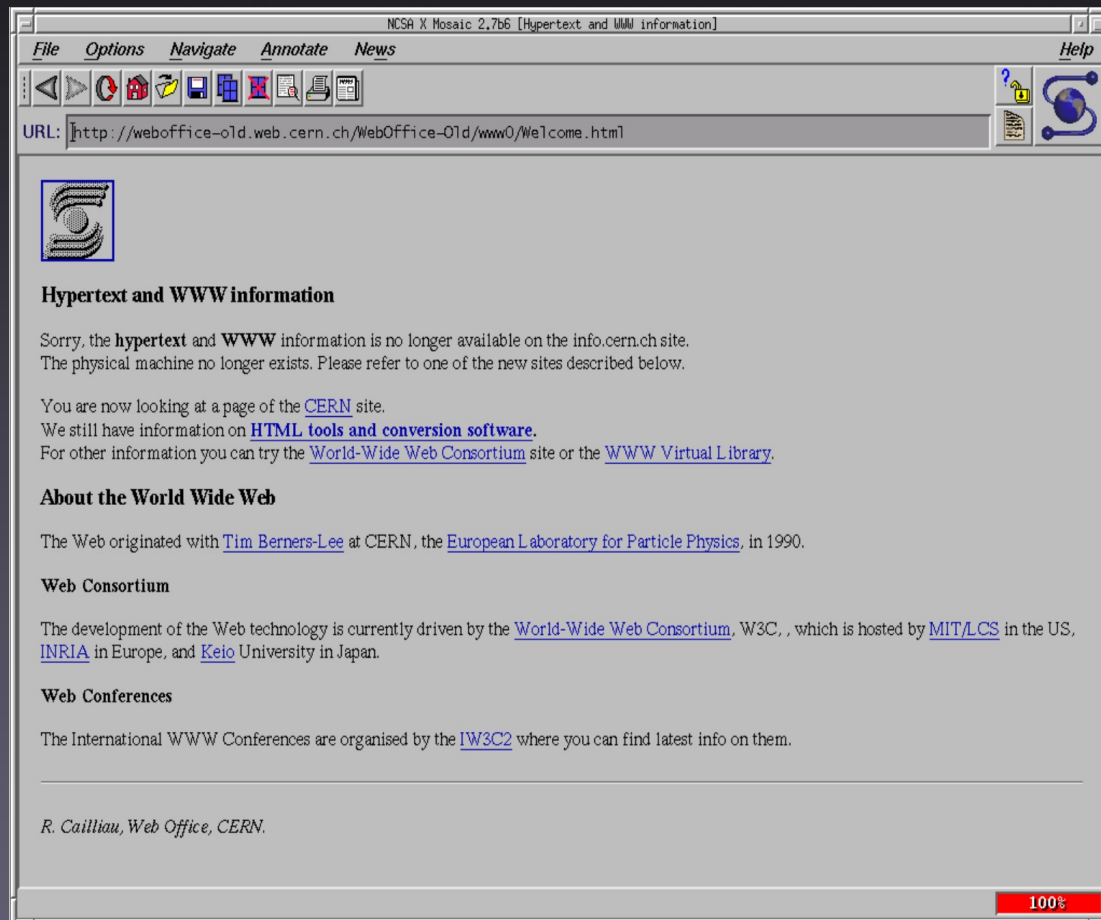 NCSA X Mosaic 2.7b6 [Hypertext and WWW information]
File Options Navigate Annotate News Help
URL: http://weboffice-old.web.cern.ch/WebOffice-Old/www0/Welcome.html
Hypertext and WWW information
Sorry, the hypertext and WWW information is no longer available on the info.cern.ch site.
The physical machine no longer exists. Please refer to one of the new sites described below.
You are now looking at a page of the CERN site.
We still have information on HTML tools and conversion software.
For other information you can try the World-Wide Web Consortium site or the WWW Virtual Library.
About the World Wide Web
The Web originated with Tim Berners-Lee at CERN, the European Laboratory for Particle Physics, in 1990.
Web Consortium
The development of the Web technology is currently driven by the World-Wide Web Consortium, W3C, , which is hosted by MIT/LCS in the US,
INRIA in Europe, and Keio University in Japan.
Web Conferences
The International WWW Conferences are organised by the IW3C2 where you can find latest info on them.
R. Cailliau, Web Office, CERN.
100%